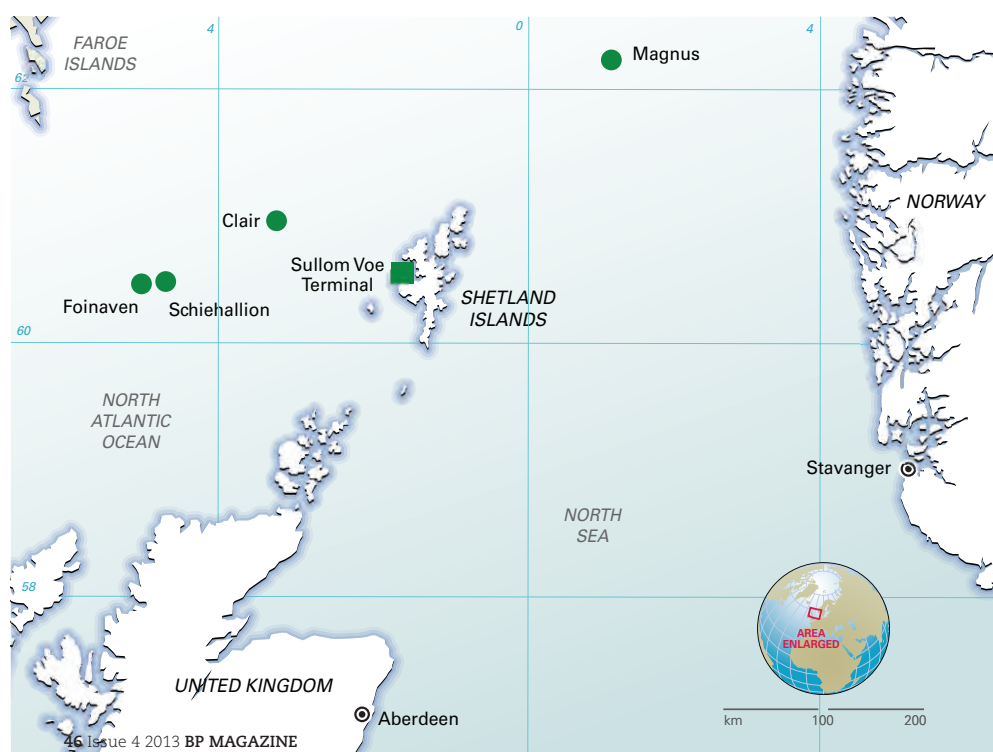 4
0
4
FAROE
ISLANDS
Magnus
62
NORWAY
Clair
Sullom Voe
Terminal
SHETLAND
ISLANDS
Foinaven
Schiehallion
60
NORTH
ATLANTIC
OCEAN
Stavanger
NORTH
SEA
58
AREA
ENLARGED
UNITED KINGDOM
km 100 200
Aberdeen
46 Issue 4 2013 BP MAGAZINE